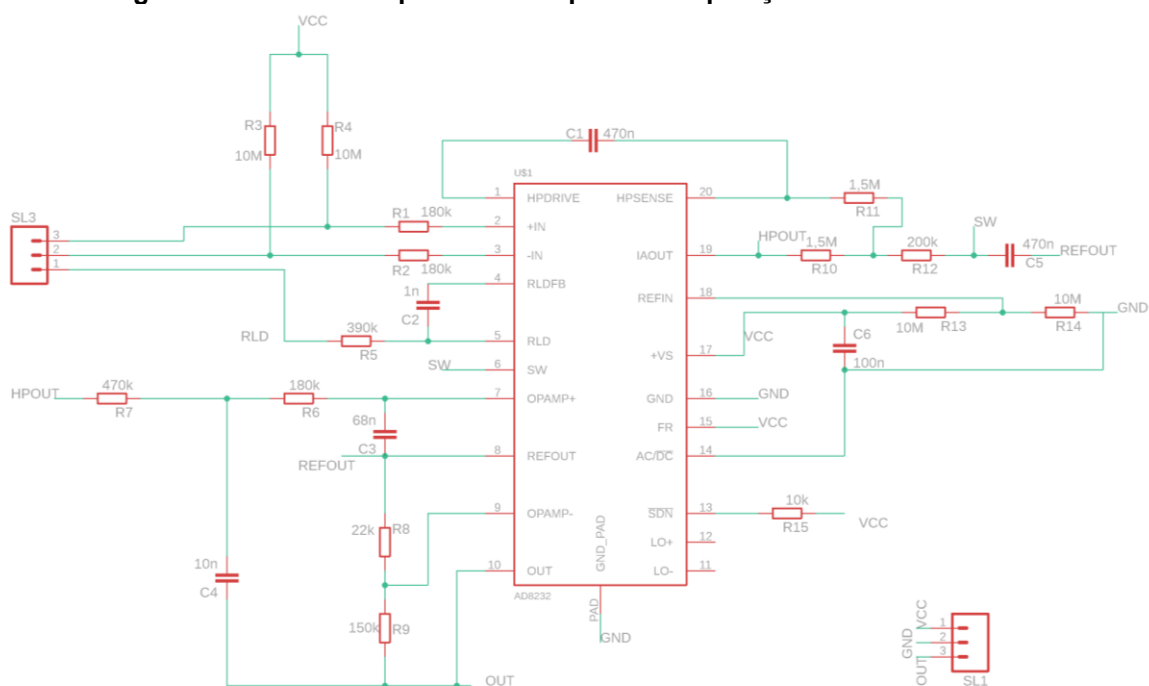 VCC
R3
R4
10M
10M
C1 470n
U$1
SL3
3
2
1
R1 180k
R2 180k
1n
C2
390k
R5
RLD
SW
HPOUT
470k
R7
180k
R6
68n
C3
REFOUT
22k R8
10n
C4
150k R9
OUT
1 HPDRIVE
2 +IN
3 -IN
4 RLDFB
5 RLD
6 SW
7 OPAMP+
8 REFOUT
9 OPAMP-
10 OUT
AD8232
GND_PAD
PAD
GND
HPSENSE 20
IAOUT 19
REFIN 18
+VS 17
GND 16
FR 15
AC/DC 14
SDN 13
LO+ 12
LO- 11
1,5M
R11
HPOUT
1,5M
R10
200k
R12
SW
470n
C5
REFOUT
10M
R14
GND
10M R13
VCC
C6
100n
GND
VCC
10k
R15
VCC
VCC 1
GND 2
OUT 3
SL1